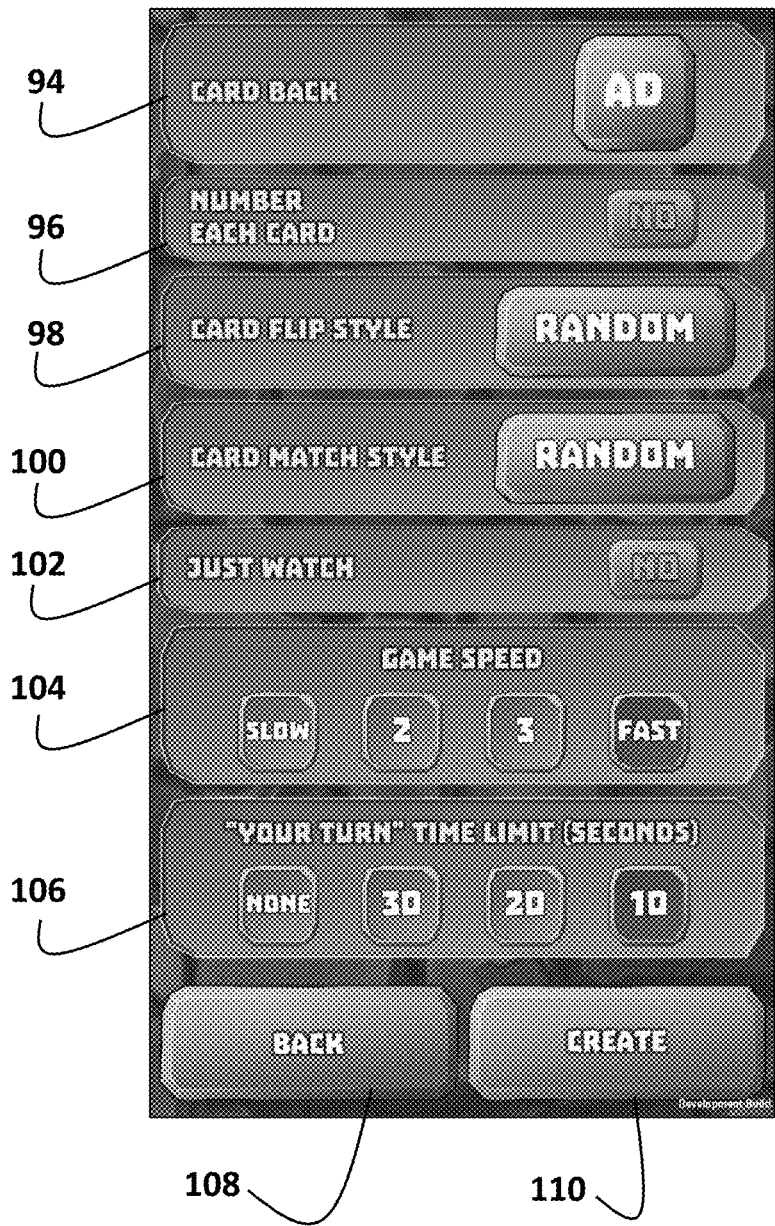 94
CARD BACK
AD
96
NUMBER
EACH CARD
NO
98
CARD FLIP STYLE
RANDOM
100
CARD MATCH STYLE
RANDOM
102
JUST WATCH
NO
104
GAME SPEED
SLOW 2 3 FAST
106
"YOUR TURN" TIME LIMIT (SECONDS)
NONE 30 20 10
BACK
CREATE
Development Build
108
110